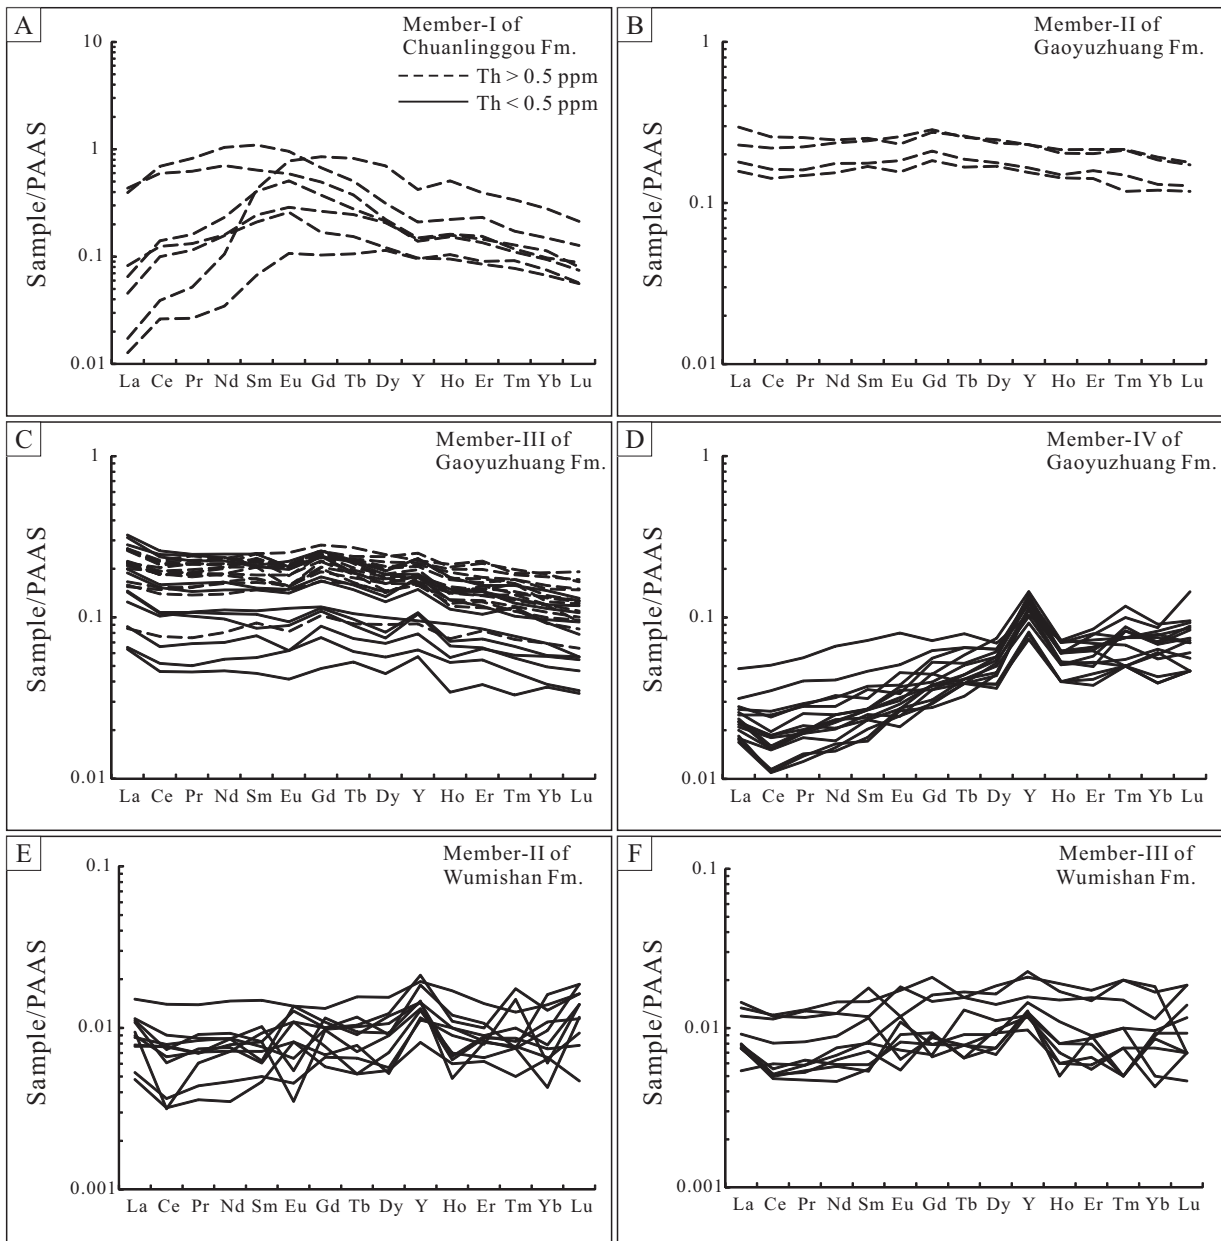 A
Member-I of
Chuanlinggou Fm.
Th > 0.5 ppm
Th < 0.5 ppm
Sample/PAAS
10
1
0.1
0.01
La Ce Pr Nd Sm Eu Gd Tb Dy Y Ho Er Tm Yb Lu
B
Member-II of
Gaoyuzhuang Fm.
Sample/PAAS
1
0.1
0.01
La Ce Pr Nd Sm Eu Gd Tb Dy Y Ho Er Tm Yb Lu
C
Member-III of
Gaoyuzhuang Fm.
Sample/PAAS
1
0.1
0.01
La Ce Pr Nd Sm Eu Gd Tb Dy Y Ho Er Tm Yb Lu
D
Member-IV of
Gaoyuzhuang Fm.
Sample/PAAS
1
0.1
0.01
La Ce Pr Nd Sm Eu Gd Tb Dy Y Ho Er Tm Yb Lu
E
Member-II of
Wumishan Fm.
Sample/PAAS
0.1
0.01
0.001
La Ce Pr Nd Sm Eu Gd Tb Dy Y Ho Er Tm Yb Lu
F
Member-III of
Wumishan Fm.
Sample/PAAS
0.1
0.01
0.001
La Ce Pr Nd Sm Eu Gd Tb Dy Y Ho Er Tm Yb Lu